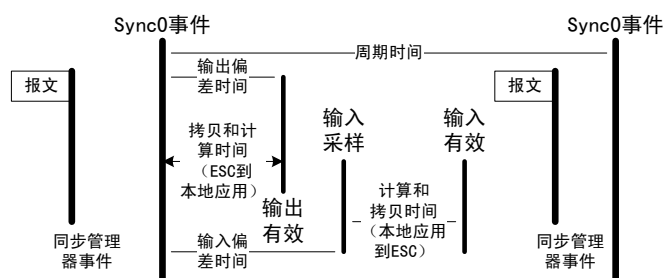 Sync0事件
Sync0事件
周期时间
报文
输出偏
差时间
报文
输入
采样
输入
有效
拷贝和计
算时间
（ESC到
本地应用）
输出
有效
计算和
拷贝时间
（本地应用
到ESC）
同步管理
器事件
输入偏
差时间
同步管理
器事件